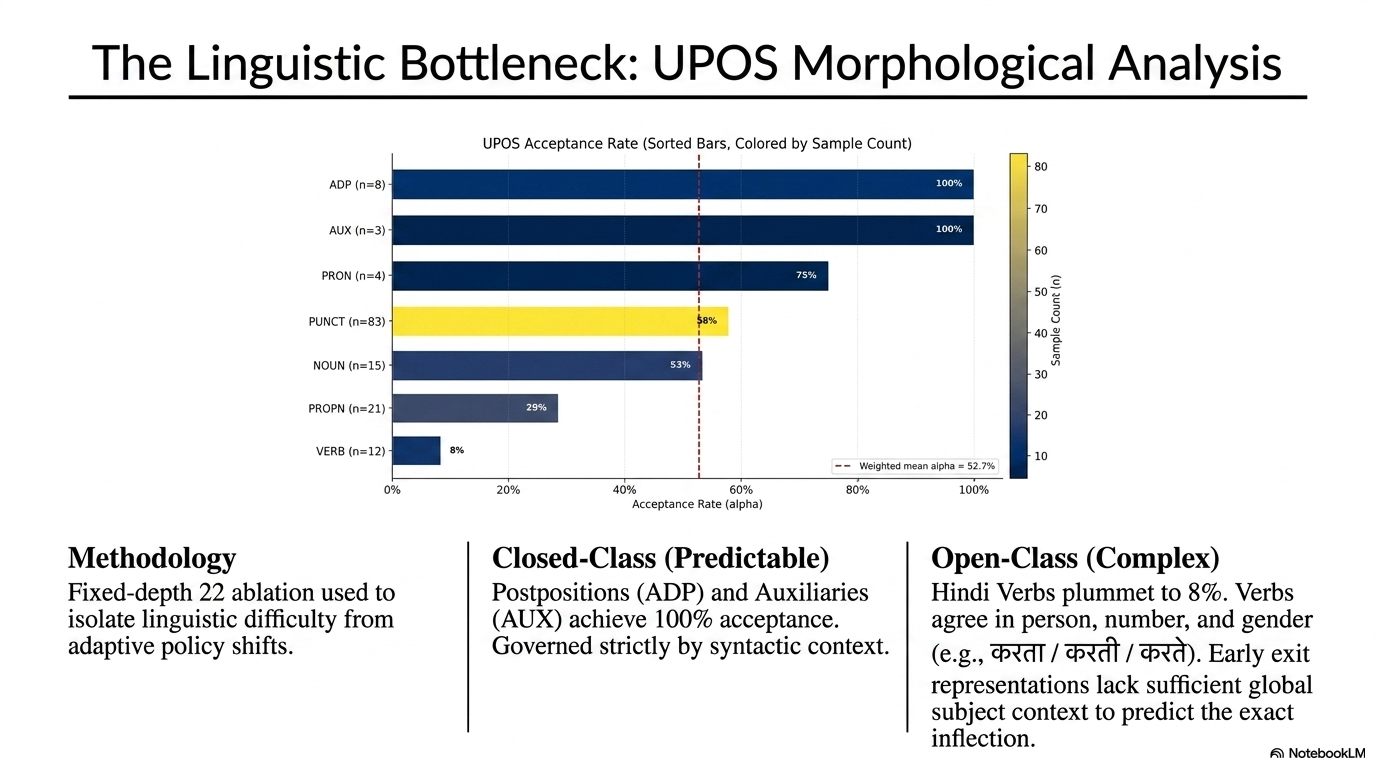 The Linguistic Bottleneck: UPOS Morphological Analysis
UPOS Acceptance Rate (Sorted Bars, Colored by Sample Count)
ADP (n=8)
100%
AUX (n=3)
100%
PRON (n=4)
75%
PUNCT (n=83)
58%
NOUN (n=15)
53%
PROPN (n=21)
29%
VERB (n=12)
8%
Weighted mean alpha = 52.7%
0%
20%
40%
60%
80%
100%
Acceptance Rate (alpha)
80
70
60
50
40
30
20
10
Sample Count (n)
Methodology
Fixed-depth 22 ablation used to
isolate linguistic difficulty from
adaptive policy shifts.
Closed-Class (Predictable)
Postpositions (ADP) and Auxiliaries
(AUX) achieve 100% acceptance.
Governed strictly by syntactic context.
Open-Class (Complex)
Hindi Verbs plummet to 8%. Verbs
agree in person, number, and gender
(e.g., करता / करती / करते). Early exit
representations lack sufficient global
subject context to predict the exact
inflection.
NotebookLM